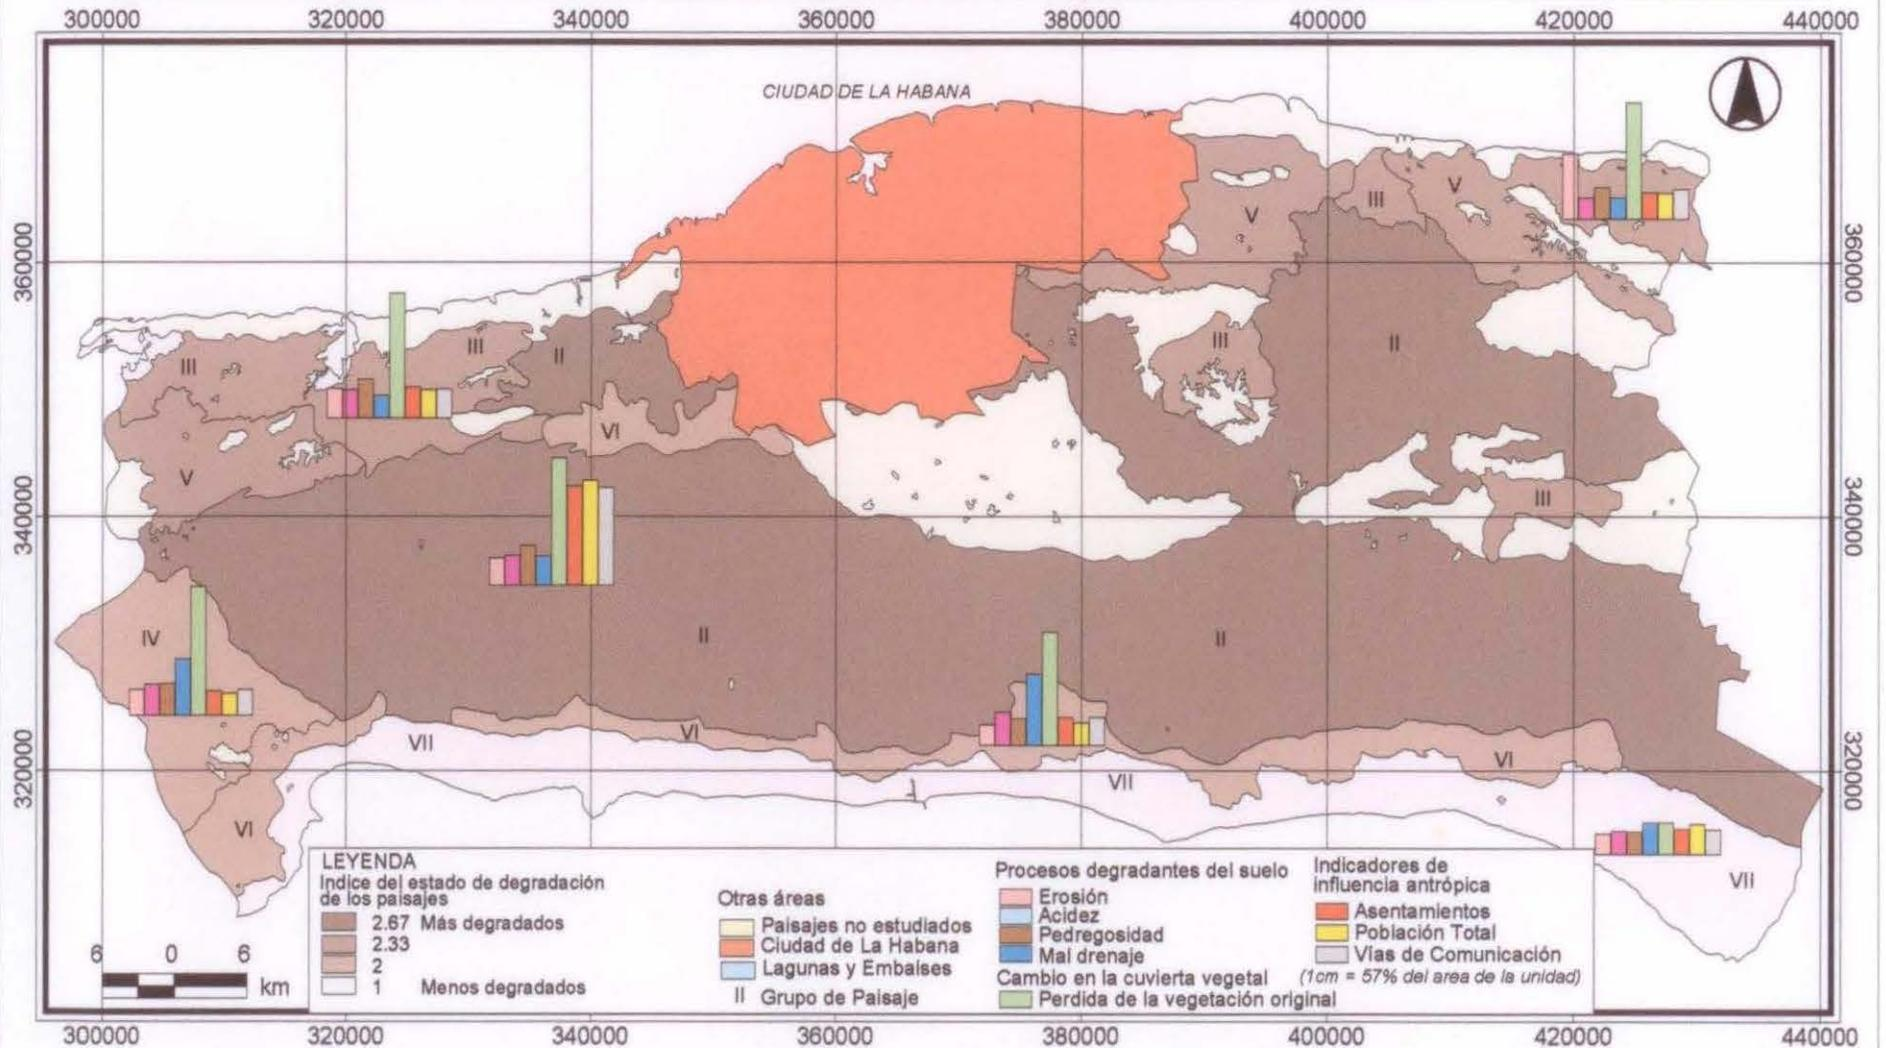 300000 320000 340000 360000 380000 400000 420000 440000
CIUDAD DE LA HABANA
III
V
V
360000
360000
III
III
II
III
II
VI
V
III
340000
340000
IV
II
II
VII
VI
VI
320000
320000
VII
VI
VII
LEYENDA
Indice del estado de degradación
de los paisajes
2.67 Más degradados
2.33
2
1 Menos degradados
6 0 6
km
Otras áreas
Paisajes no estudiados
Ciudad de La Habana
Lagunas y Embalses
II Grupo de Paisaje
Procesos degradantes del suelo
Erosión
Acidez
Pedregosidad
Mal drenaje
Cambio en la cuvierta vegetal
Perdida de la vegetación original
Indicadores de
influencia antrópica
Asentamientos
Población Total
Vías de Comunicación
(1cm = 57% del area de la unidad)
300000 320000 340000 360000 380000 400000 420000 440000